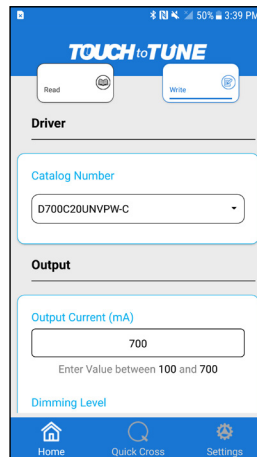 50% 3:39 PM
TOUCH to TUNE
Read
Write
Driver
Catalog Number
D700C20UNVPW-C
Output
Output Current (mA)
700
Enter Value between 100 and 700
Dimming Level
Home Quick Cross Settings